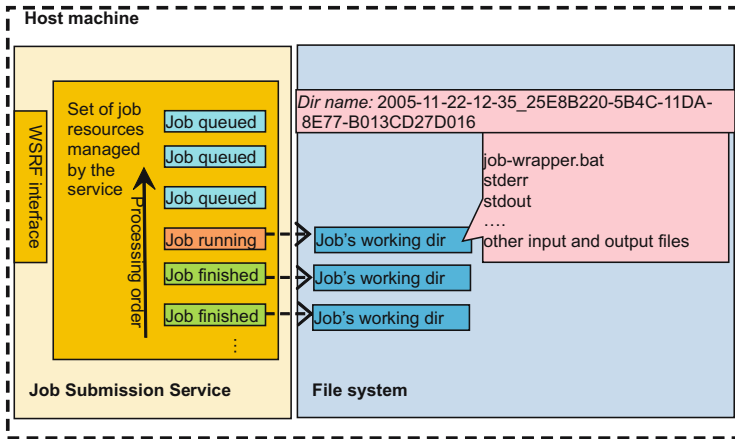 Host machine
WSRF interface
Set of job
resources
managed
by the
service
Processing order
Job queued
Job queued
Job queued
Job running
Job finished
Job finished
...
Job Submission Service
Dir name: 2005-11-22-12-35_25E8B220-5B4C-11DA-
8E77-B013CD27D016
job-wrapper.bat
stderr
stdout
....
other input and output files
Job's working dir
Job's working dir
Job's working dir
File system